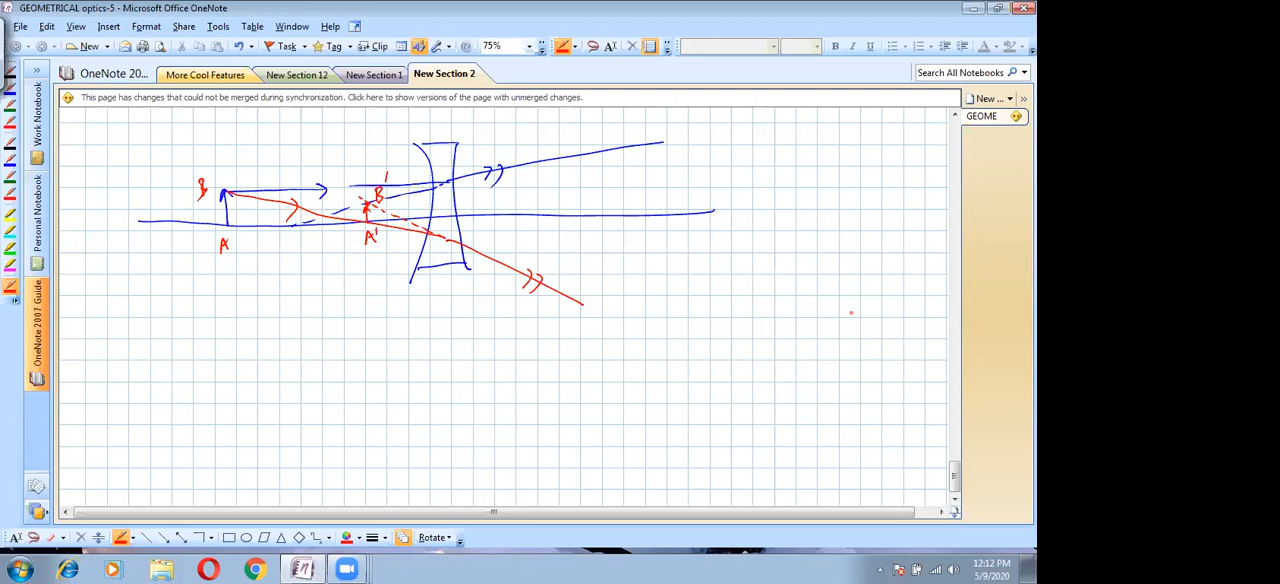 GEOMETRICAL optics-5 - Microsoft Office OneNote
File Edit View Insert Format Share Tools Table Window Help
New Task Tag Clip 75% B I U
OneNote 20... More Cool Features New Section 12 New Section 1 New Section 2 Search All Notebooks
This page has changes that could not be merged during synchronization. Click here to show versions of the page with unmerged changes.
New ...
GEOME
Work Notebook
Personal Notebook
OneNote 2007 Guide
B
B'
A
A'
Rotate
12:12 PM
5/9/2020